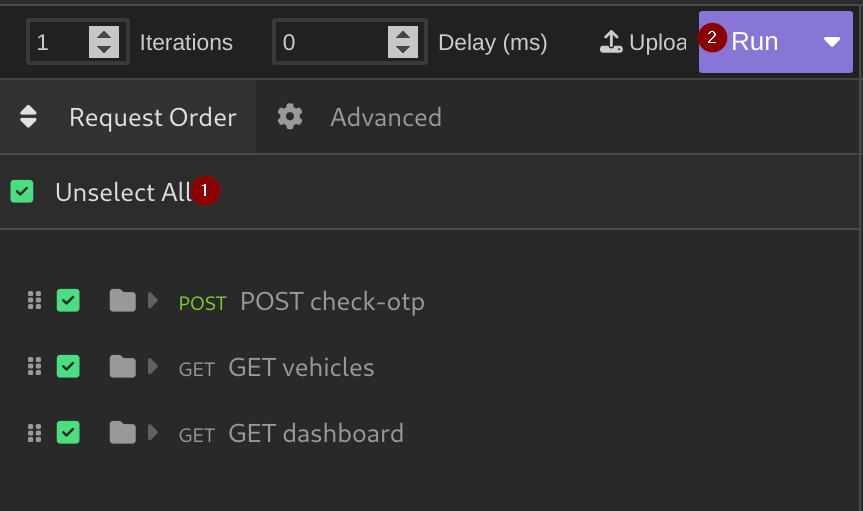 1 Iterations 0 Delay (ms) Uploa 2 Run
Request Order Advanced
Unselect All 1
POST POST check-otp
GET GET vehicles
GET GET dashboard